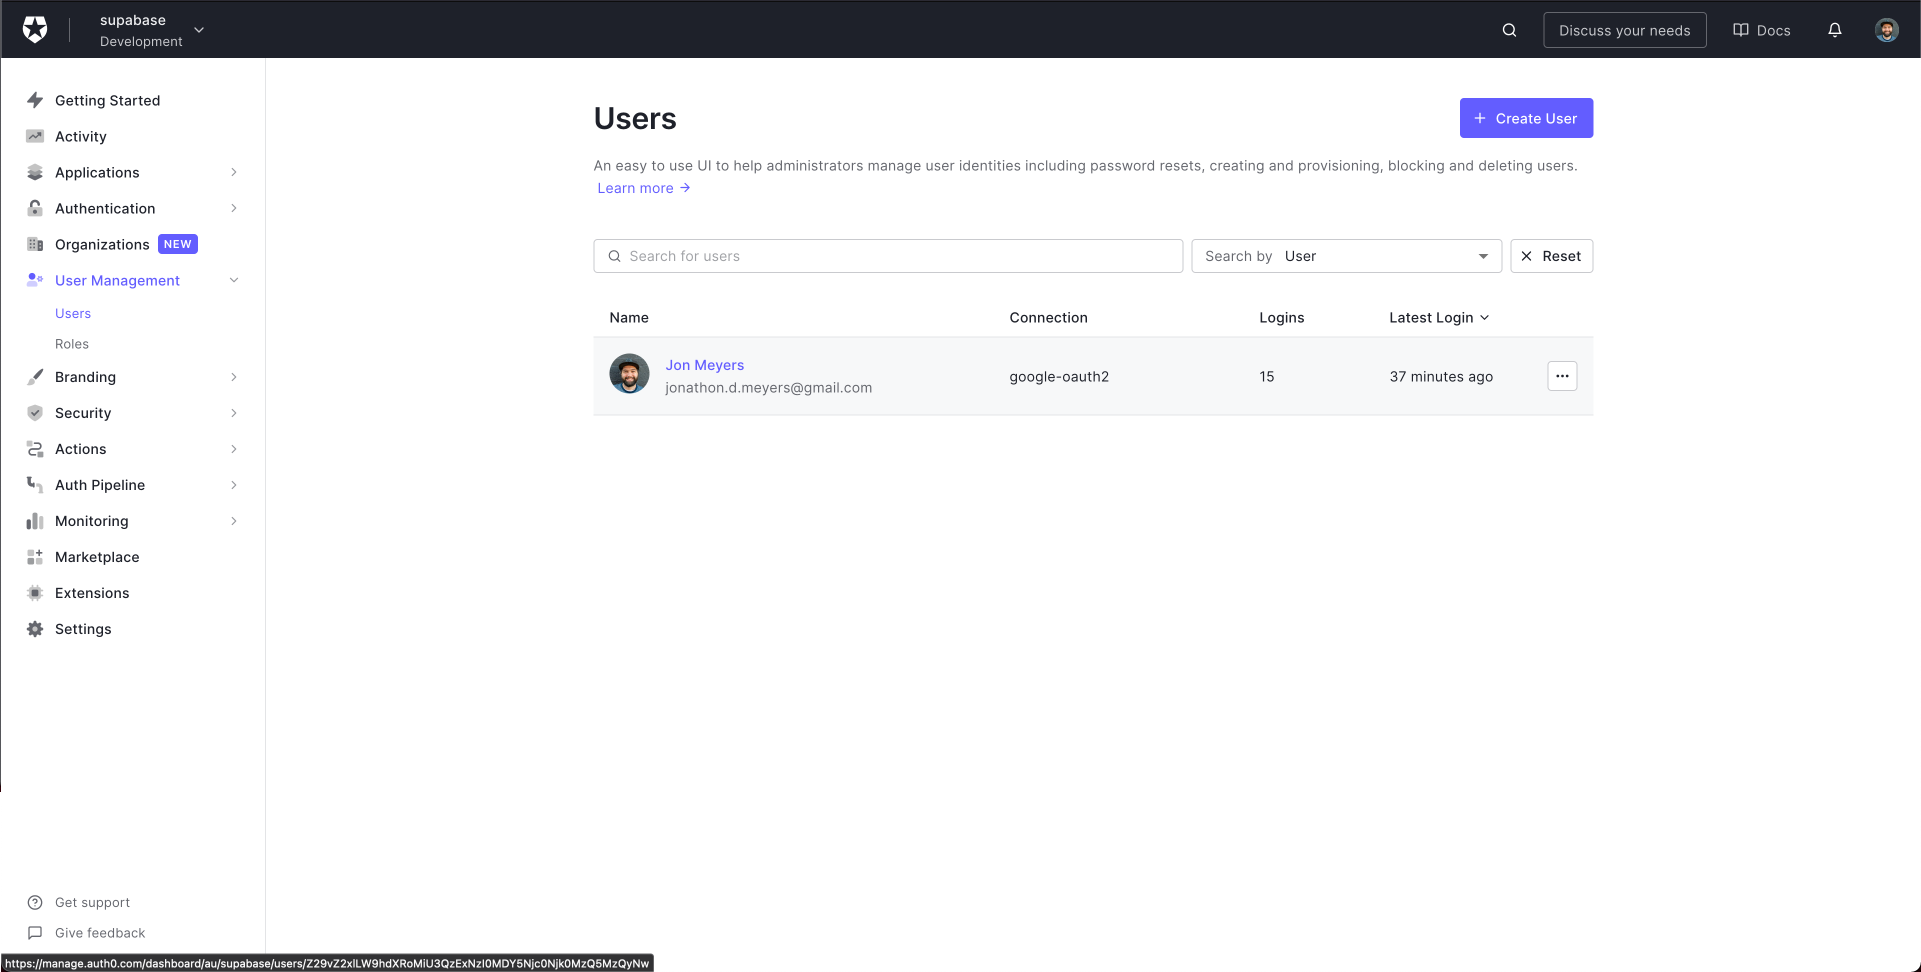 supabase
Development
Discuss your needs
Docs
Getting Started
Activity
Applications
Authentication
Organizations NEW
User Management
Users
Roles
Branding
Security
Actions
Auth Pipeline
Monitoring
Marketplace
Extensions
Settings
Get support
Give feedback
Users
+ Create User
An easy to use UI to help administrators manage user identities including password resets, creating and provisioning, blocking and deleting users.
Learn more →
Search for users
Search by User
Reset
Name Connection Logins Latest Login
Jon Meyers
jonathon.d.meyers@gmail.com
google-oauth2 15 37 minutes ago
https://manage.auth0.com/dashboard/au/supabase/users/Z29vZ2xlLW9hdXRoMiU3QzExNzI0MDY5Njc0Njk0MzQ5MzQyNw